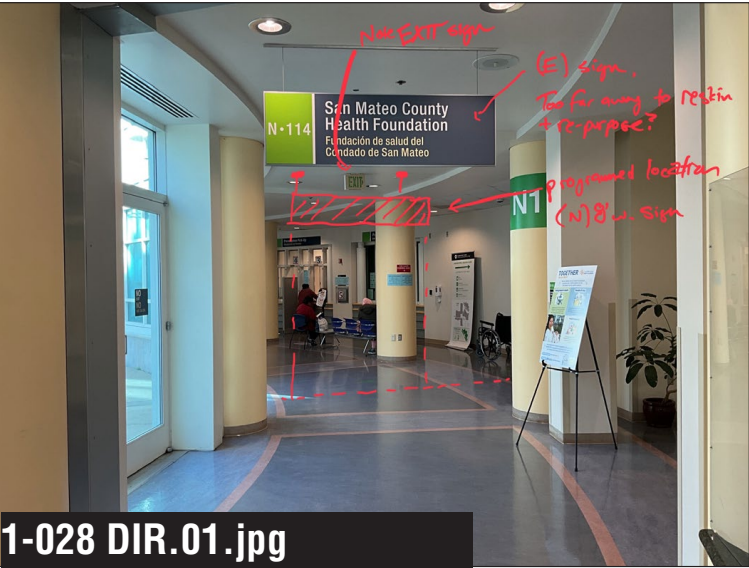 Note EXIT sign
(E) sign.
Too far away to reskin
+ re-purpose?
San Mateo County
Health Foundation
N•114
Fundación de salud del
Condado de San Mateo
EXIT
programmed location
(N) 8' w. sign
N1
TOGETHER
1-028 DIR.01.jpg